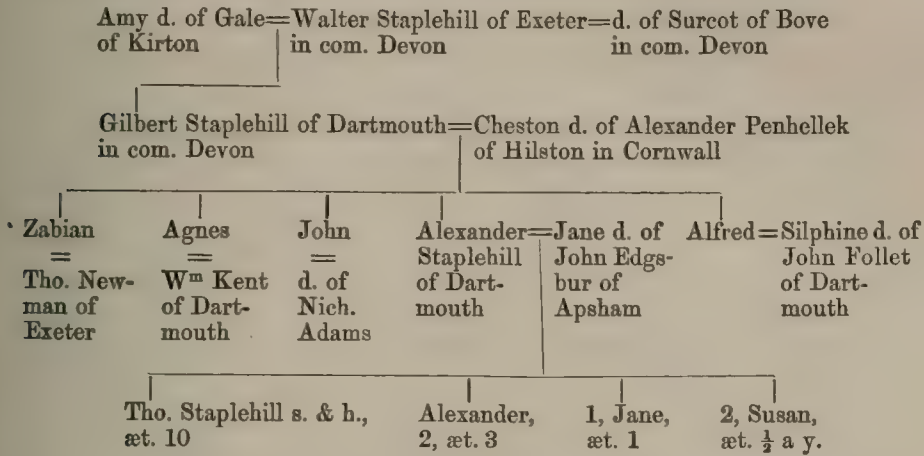 Amy d. of Gale=Walter Staplehill of Exeter=d. of Surcot of Bove
of Kirton in com. Devon in com. Devon
Gilbert Staplehill of Dartmouth=Cheston d. of Alexander Penhellek
in com. Devon of Hilston in Cornwall
Zabian Agnes John Alexander=Jane d. of Alfred=Silphine d. of
= = = Staplehill John Edgs- John Follet
Tho. New- Wm Kent d. of of Dart- bur of of Dart-
man of of Dart- Nich. mouth Apsham mouth
Exeter mouth Adams
Tho. Staplehill s. & h., Alexander, 1, Jane, 2, Susan,
æt. 10 2, æt. 3 æt. 1 æt. ½ a y.